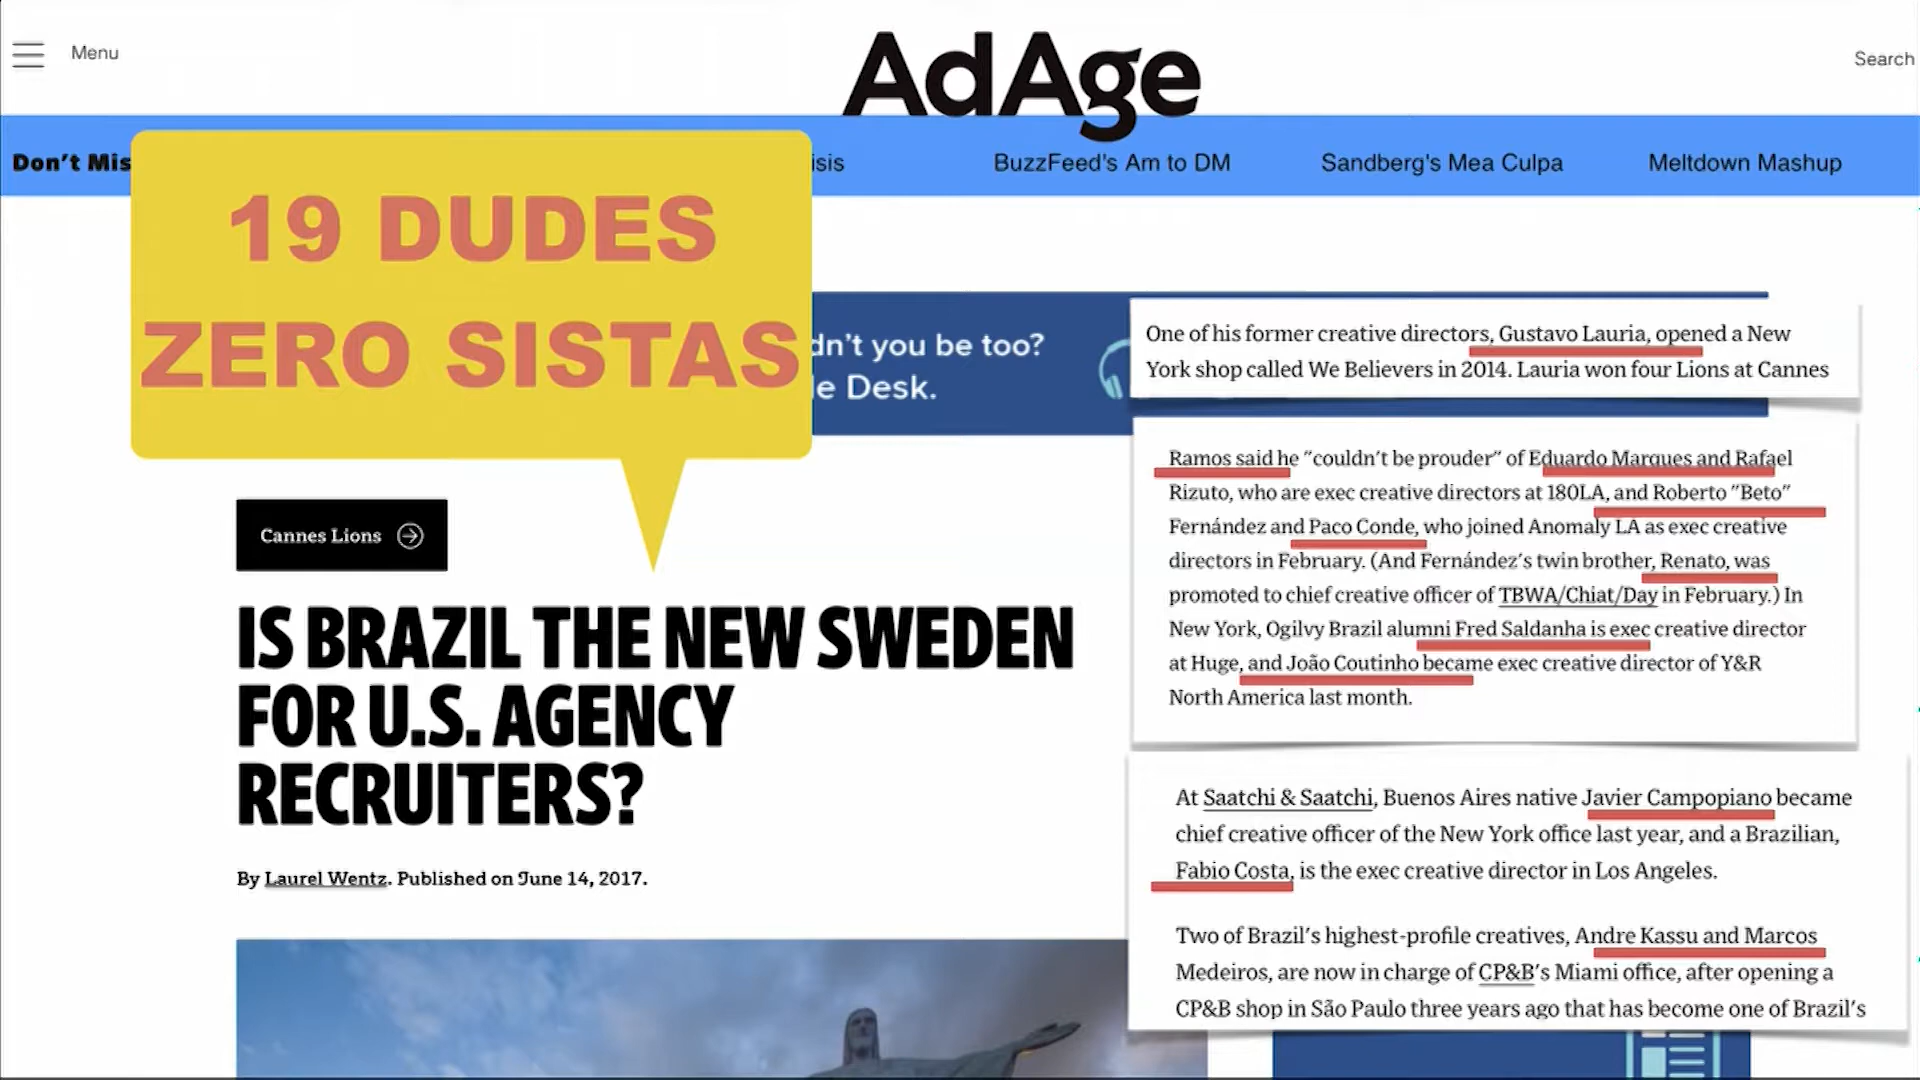 Menu
AdAge
Search
Don't Mis
isis
BuzzFeed's Am to DM
Sandberg's Mea Culpa
Meltdown Mashup
19 DUDES
ZERO SISTAS
dn't you be too?
le Desk.
Cannes Lions
IS BRAZIL THE NEW SWEDEN
FOR U.S. AGENCY
RECRUITERS?
By Laurel Wentz. Published on June 14, 2017.
One of his former creative directors, Gustavo Lauria, opened a New
York shop called We Believers in 2014. Lauria won four Lions at Cannes
Ramos said he "couldn't be prouder" of Eduardo Marques and Rafael
Rizuto, who are exec creative directors at 180LA, and Roberto "Beto"
Fernández and Paco Conde, who joined Anomaly LA as exec creative
directors in February. (And Fernández's twin brother, Renato, was
promoted to chief creative officer of TBWA/Chiat/Day in February.) In
New York, Ogilvy Brazil alumni Fred Saldanha is exec creative director
at Huge, and João Coutinho became exec creative director of Y&R
North America last month.
At Saatchi & Saatchi, Buenos Aires native Javier Campopiano became
chief creative officer of the New York office last year, and a Brazilian,
Fabio Costa, is the exec creative director in Los Angeles.
Two of Brazil's highest-profile creatives, Andre Kassu and Marcos
Medeiros, are now in charge of CP&B's Miami office, after opening a
CP&B shop in São Paulo three years ago that has become one of Brazil's